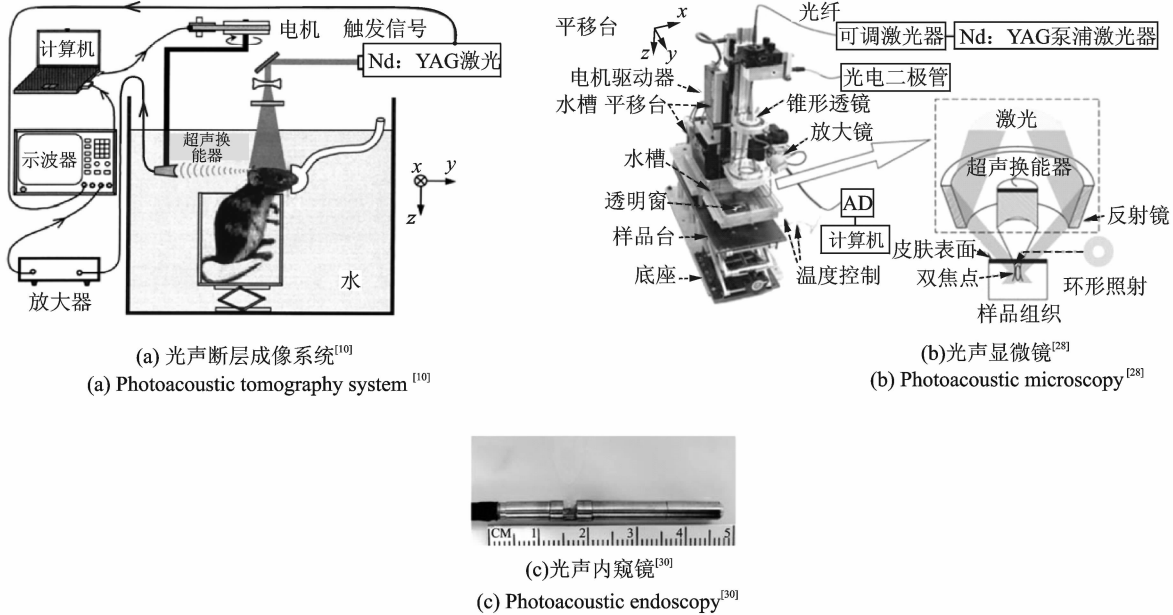 计算机
电机
触发信号
Nd：YAG激光
示波器
超声换
能器
放大器
水
x
y
z
(a) 光声断层成像系统[10]
(a) Photoacoustic tomography system [10]
平移台
x
y
z
光纤
可调激光器
Nd：YAG泵浦激光器
光电二极管
电机驱动器
水槽 平移台
锥形透镜
放大镜
水槽
透明窗
样品台
底座
AD
计算机
温度控制
激光
超声换能器
反射镜
皮肤表面
双焦点
环形照射
样品组织
(b)光声显微镜[28]
(b) Photoacoustic microscopy[28]
CM 1 2 3 4 5
(c)光声内窥镜[30]
(c) Photoacoustic endoscopy[30]